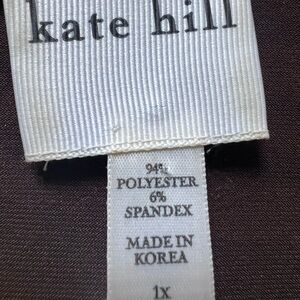 kate hill
94%
POLYESTER
6%
SPANDEX
MADE IN
KOREA
1X